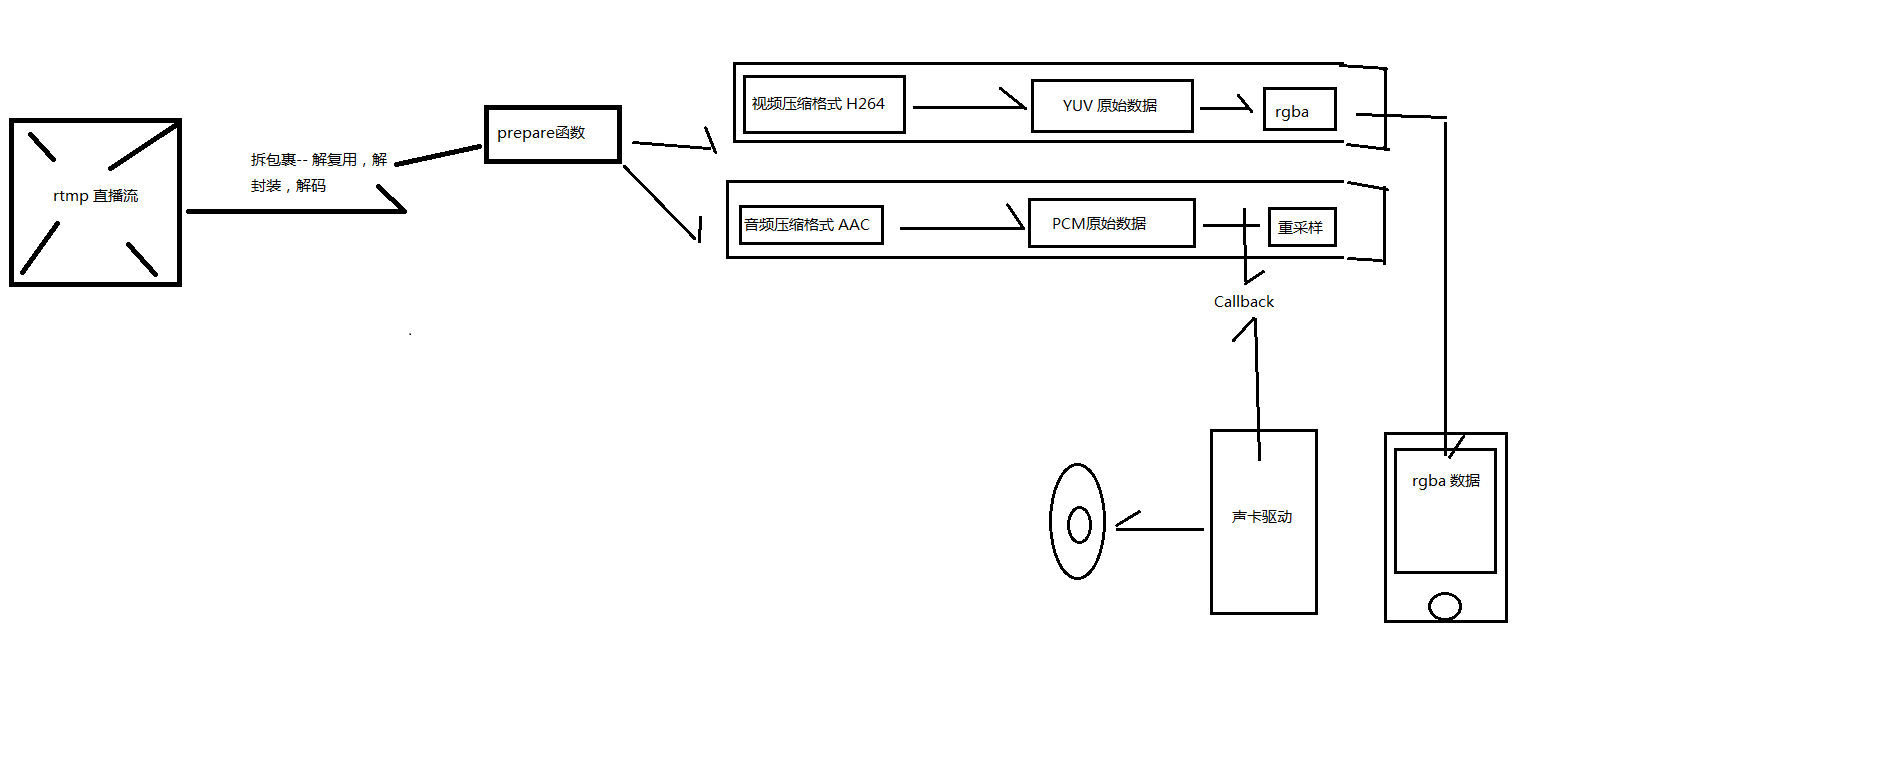 rtmp 直播流
拆包裹-- 解复用，解
封装，解码
prepare函数
视频压缩格式 H264
YUV 原始数据
rgba
音频压缩格式 AAC
PCM原始数据
重采样
Callback
声卡驱动
rgba 数据